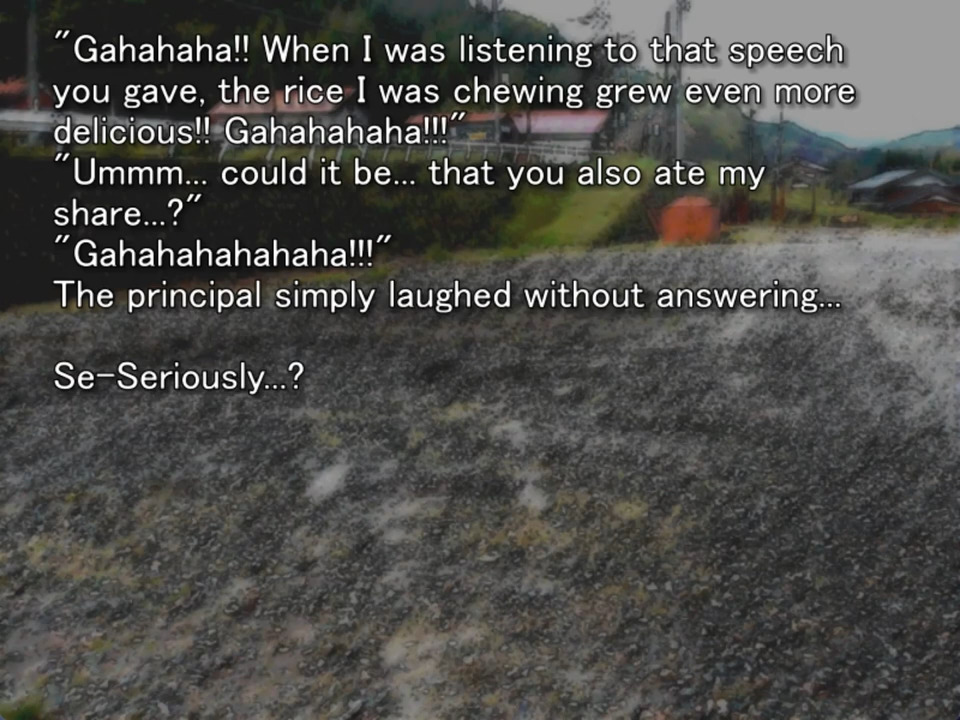 "Gahahaha!! When I was listening to that speech
you gave, the rice I was chewing grew even more
delicious!! Gahahahaha!!!"
"Ummm... could it be... that you also ate my
share...?"
"Gahahahahahaha!!!"
The principal simply laughed without answering...
Se-Seriously...?